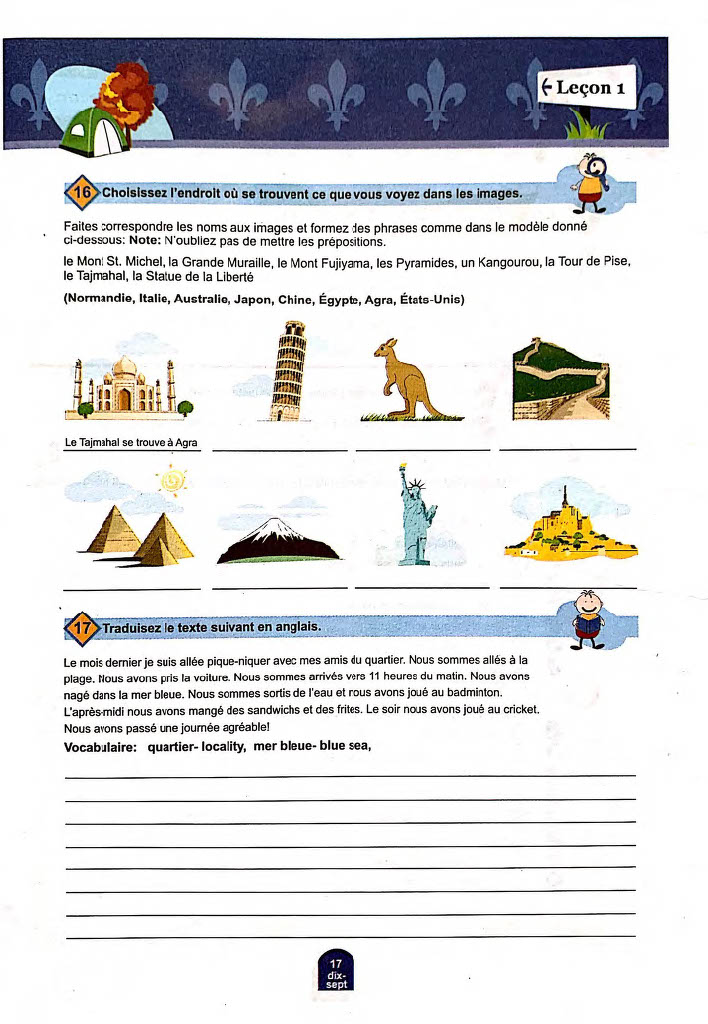 Leçon 1
16 Choisissez l'endroit où se trouvent ce que vous voyez dans les images.
Faites correspondre les noms aux images et formez des phrases comme dans le modèle donné
ci-dessous: Note: N'oubliez pas de mettre les prépositions.
le Mont St. Michel, la Grande Muraille, le Mont Fujiyama, les Pyramides, un Kangourou, la Tour de Pise,
le Tajmahal, la Statue de la Liberté
(Normandie, Italie, Australie, Japon, Chine, Égypte, Agra, États-Unis)
Le Tajmahal se trouve à Agra
17 Traduisez le texte suivant en anglais.
Le mois dernier je suis allée pique-niquer avec mes amis du quartier. Nous sommes allés à la
plage. Nous avons pris la voiture. Nous sommes arrivés vers 11 heures du matin. Nous avons
nagé dans la mer bleue. Nous sommes sortis de l'eau et nous avons joué au badminton.
L'après-midi nous avons mangé des sandwichs et des frites. Le soir nous avons joué au cricket.
Nous avons passé une journée agréable!
Vocabulaire: quartier- locality, mer bleue- blue sea,
17
dix-
sept